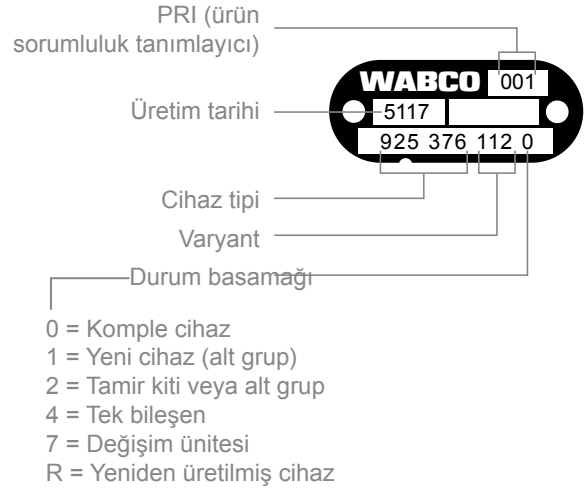 PRI (ürün
sorumluluk tanımlayıcı)
WABCO 001
Üretim tarihi
5117
925 376 112 0
Cihaz tipi
Varyant
Durum basamağı
0 = Komple cihaz
1 = Yeni cihaz (alt grup)
2 = Tamir kiti veya alt grup
4 = Tek bileşen
7 = Değişim ünitesi
R = Yeniden üretilmiş cihaz